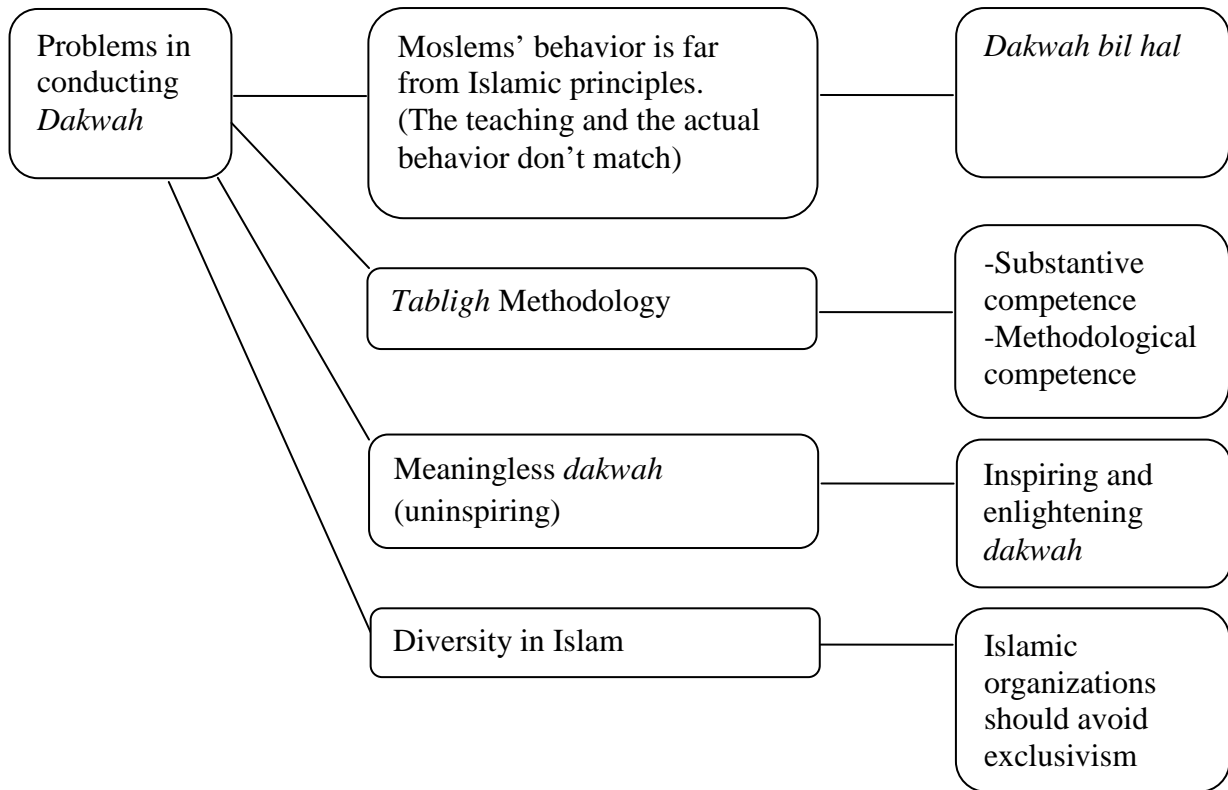 Problems in
conducting
Dakwah
Moslems’ behavior is far
from Islamic principles.
(The teaching and the actual
behavior don’t match)
Dakwah bil hal
Tabligh Methodology
-Substantive
competence
-Methodological
competence
Meaningless dakwah
(uninspiring)
Inspiring and
enlightening
dakwah
Diversity in Islam
Islamic
organizations
should avoid
exclusivism